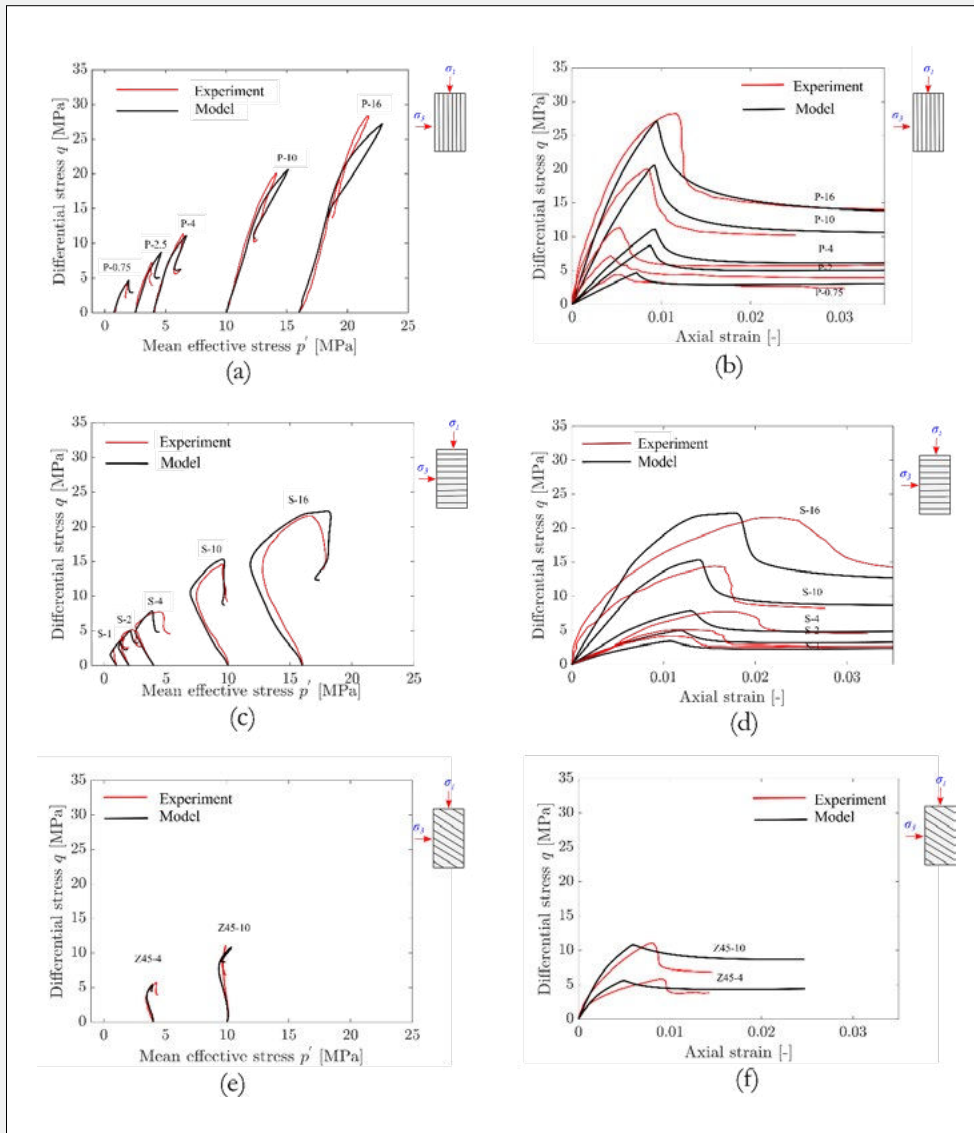 σ1
σ3
Experiment
Model
P-16
P-10
P-4
P-2.5
P-0.75
Differential stress q [MPa]
35
30
25
20
15
10
5
0
0 5 10 15 20 25
Mean effective stress p′ [MPa]
(a)
σ1
σ3
Experiment
Model
P-16
P-10
P-4
P-2
P-0.75
Differential stress q [MPa]
35
30
25
20
15
10
5
0
0 0.01 0.02 0.03
Axial strain [-]
(b)
σ1
σ3
Experiment
Model
S-16
S-10
S-4
S-2
S-1
Differential stress q [MPa]
35
30
25
20
15
10
5
0
0 5 10 15 20 25
Mean effective stress p′ [MPa]
(c)
σ1
σ3
Experiment
Model
S-16
S-10
S-4
S-2
Differential stress q [MPa]
35
30
25
20
15
10
5
0
0 0.01 0.02 0.03
Axial strain [-]
(d)
σ1
σ3
Experiment
Model
Z45-4
Z45-10
Differential stress q [MPa]
35
30
25
20
15
10
5
0
0 5 10 15 20 25
Mean effective stress p′ [MPa]
(e)
σ1
σ3
Experiment
Model
Z45-10
Z45-4
Differential stress q [MPa]
35
30
25
20
15
10
5
0
0 0.01 0.02 0.03
Axial strain [-]
(f)